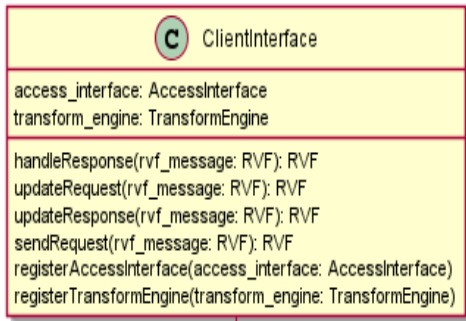 C ClientInterface
access_interface: AccessInterface
transform_engine: TransformEngine
handleResponse(rvf_message: RVF): RVF
updateRequest(rvf_message: RVF): RVF
updateResponse(rvf_message: RVF): RVF
sendRequest(rvf_message: RVF): RVF
registerAccessInterface(access_interface: AccessInterface)
registerTransformEngine(transform_engine: TransformEngine)